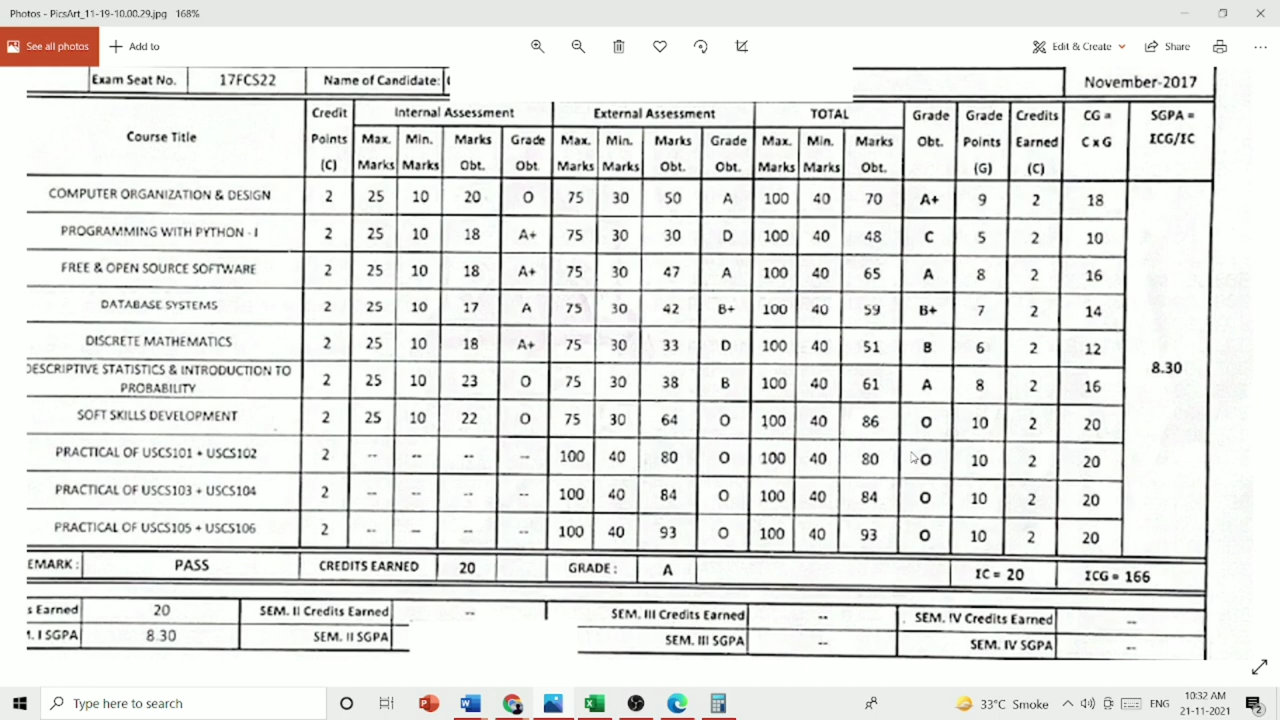 Photos - PicsArt_11-19-10.00.29.jpg 168%
See all photos + Add to Edit & Create Share
Exam Seat No. 17FCS22 Name of Candidate: November-2017
Course Title Credit Points (C) Internal Assessment External Assessment TOTAL Grade Obt. Grade Points (G) Credits Earned (C) CG = C x G SGPA = ΣCG/ΣC
Max. Marks Min. Marks Marks Obt. Grade Obt. Max. Marks Min. Marks Marks Obt. Grade Obt. Max. Marks Min. Marks Marks Obt.
COMPUTER ORGANIZATION & DESIGN 2 25 10 20 O 75 30 50 A 100 40 70 A+ 9 2 18
PROGRAMMING WITH PYTHON - I 2 25 10 18 A+ 75 30 30 D 100 40 48 C 5 2 10
FREE & OPEN SOURCE SOFTWARE 2 25 10 18 A+ 75 30 47 A 100 40 65 A 8 2 16
DATABASE SYSTEMS 2 25 10 17 A 75 30 42 B+ 100 40 59 B+ 7 2 14
DISCRETE MATHEMATICS 2 25 10 18 A+ 75 30 33 D 100 40 51 B 6 2 12
DESCRIPTIVE STATISTICS & INTRODUCTION TO
PROBABILITY 2 25 10 23 O 75 30 38 B 100 40 61 A 8 2 16
8.30
SOFT SKILLS DEVELOPMENT 2 25 10 22 O 75 30 64 O 100 40 86 O 10 2 20
PRACTICAL OF USCS101 + USCS102 2 -- -- -- -- 100 40 80 O 100 40 80 O 10 2 20
PRACTICAL OF USCS103 + USCS104 2 -- -- -- -- 100 40 84 O 100 40 84 O 10 2 20
PRACTICAL OF USCS105 + USCS106 2 -- -- -- -- 100 40 93 O 100 40 93 O 10 2 20
EMARK : PASS CREDITS EARNED 20 GRADE : A ΣC = 20 ΣCG = 166
s Earned 20 SEM. II Credits Earned -- SEM. III Credits Earned -- SEM. IV Credits Earned --
. I SGPA 8.30 SEM. II SGPA SEM. III SGPA -- SEM. IV SGPA --
Type here to search 33°C Smoke ENG 10:32 AM
21-11-2021 2